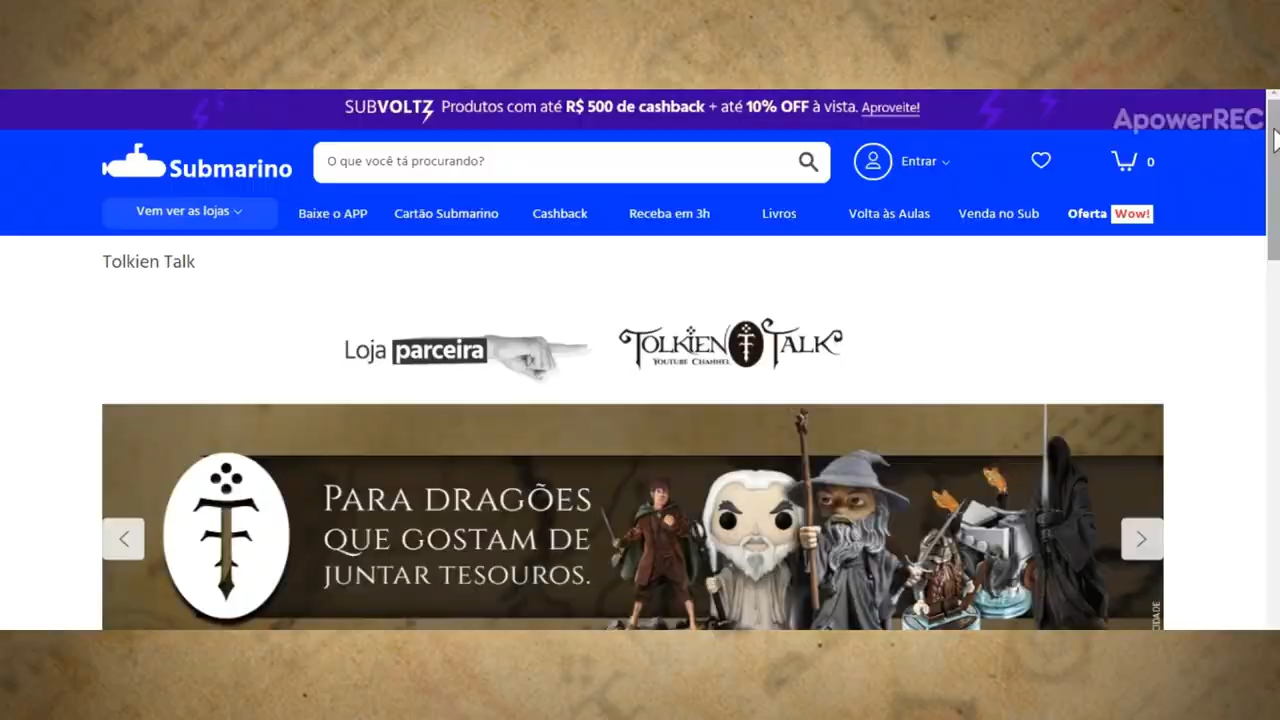 SUBVOLTZ Produtos com até R$ 500 de cashback + até 10% OFF à vista. Aproveite!
ApowerREC
Submarino
O que você tá procurando?
Entrar
0
Vem ver as lojas
Baixe o APP
Cartão Submarino
Cashback
Receba em 3h
Livros
Volta às Aulas
Venda no Sub
Oferta Wow!
Tolkien Talk
Loja parceira
TOLKIEN TALK
YOUTUBE CHANNEL
PARA DRAGÕES
QUE GOSTAM DE
JUNTAR TESOUROS.